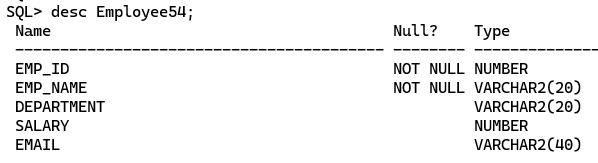 SQL> desc Employee54;
Name Null? Type
----------------------------------------- -------- ----------------
EMP_ID NOT NULL NUMBER
EMP_NAME NOT NULL VARCHAR2(20)
DEPARTMENT VARCHAR2(20)
SALARY NUMBER
EMAIL VARCHAR2(40)